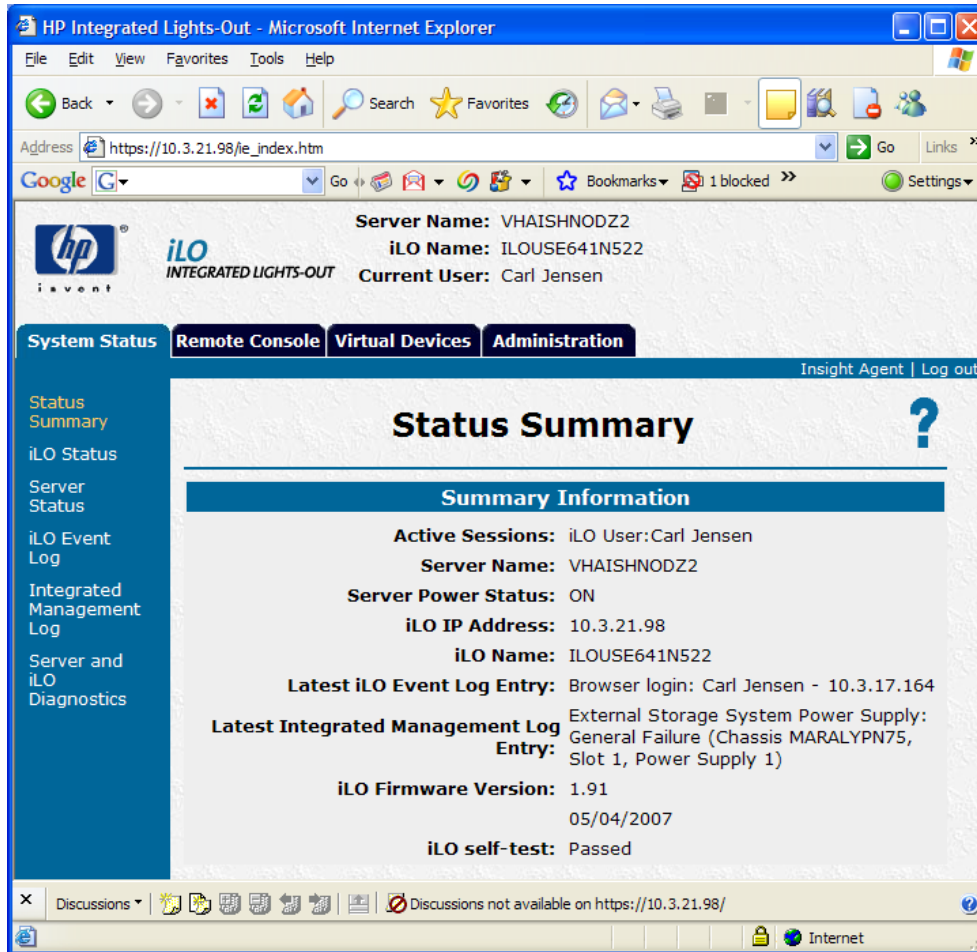 HP Integrated Lights-Out - Microsoft Internet Explorer
File Edit View Favorites Tools Help
Back Search Favorites
Address https://10.3.21.98/ie_index.htm Go Links »
Google G Go Bookmarks 1 blocked » Settings
hp
invent
iLO
INTEGRATED LIGHTS-OUT
Server Name: VHAISHNODZ2
iLO Name: ILOUSE641N522
Current User: Carl Jensen
System Status Remote Console Virtual Devices Administration
Insight Agent | Log out
Status
Summary
iLO Status
Server
Status
iLO Event
Log
Integrated
Management
Log
Server and
iLO
Diagnostics
Status Summary ?
Summary Information
Active Sessions: iLO User:Carl Jensen
Server Name: VHAISHNODZ2
Server Power Status: ON
iLO IP Address: 10.3.21.98
iLO Name: ILOUSE641N522
Latest iLO Event Log Entry: Browser login: Carl Jensen - 10.3.17.164
Latest Integrated Management Log Entry: External Storage System Power Supply:
General Failure (Chassis MARALYPN75,
Slot 1, Power Supply 1)
iLO Firmware Version: 1.91
05/04/2007
iLO self-test: Passed
Discussions Discussions not available on https://10.3.21.98/
Internet